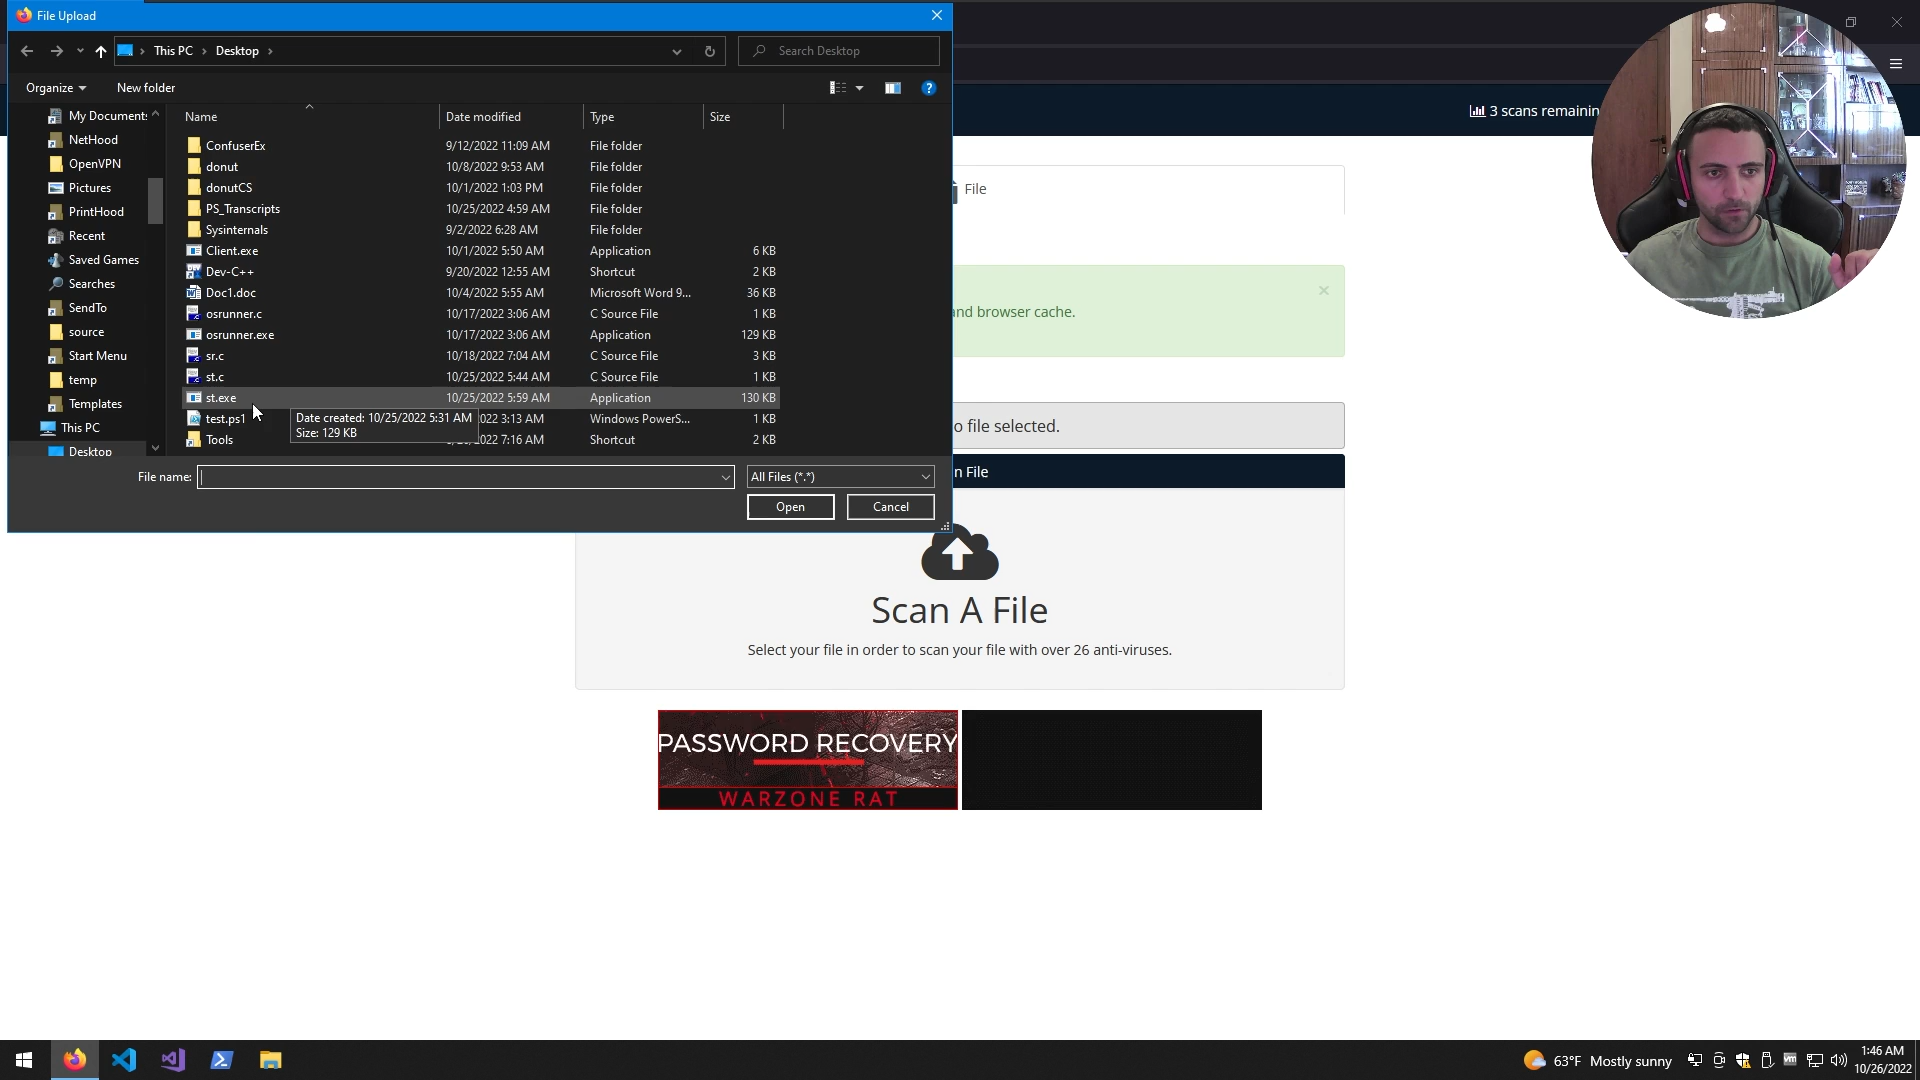 File Upload
This PC > Desktop >
Search Desktop
Organize
New folder
?
3 scans remainin
My Documents
NetHood
OpenVPN
Pictures
PrintHood
Recent
Saved Games
Searches
SendTo
source
Start Menu
temp
Templates
This PC
Desktop
Name Date modified Type Size
ConfuserEx 9/12/2022 11:09 AM File folder
donut 10/8/2022 9:53 AM File folder
donutCS 10/1/2022 1:03 PM File folder
PS_Transcripts 10/25/2022 4:59 AM File folder
Sysinternals 9/2/2022 6:28 AM File folder
Client.exe 10/1/2022 5:50 AM Application 6 KB
Dev-C++ 9/20/2022 12:55 AM Shortcut 2 KB
Doc1.doc 10/4/2022 5:55 AM Microsoft Word 9... 36 KB
osrunner.c 10/17/2022 3:06 AM C Source File 1 KB
osrunner.exe 10/17/2022 3:06 AM Application 129 KB
sr.c 10/18/2022 7:04 AM C Source File 3 KB
st.c 10/25/2022 5:44 AM C Source File 1 KB
st.exe 10/25/2022 5:59 AM Application 130 KB
test.ps1 2022 3:13 AM Windows PowerS... 1 KB
Tools 2022 7:16 AM Shortcut 2 KB
Date created: 10/25/2022 5:31 AM
Size: 129 KB
File name:
All Files (*.*)
Open
Cancel
File
and browser cache.
o file selected.
n File
Scan A File
Select your file in order to scan your file with over 26 anti-viruses.
PASSWORD RECOVERY
WARZONE RAT
63°F Mostly sunny
vm
1:46 AM
10/26/2022